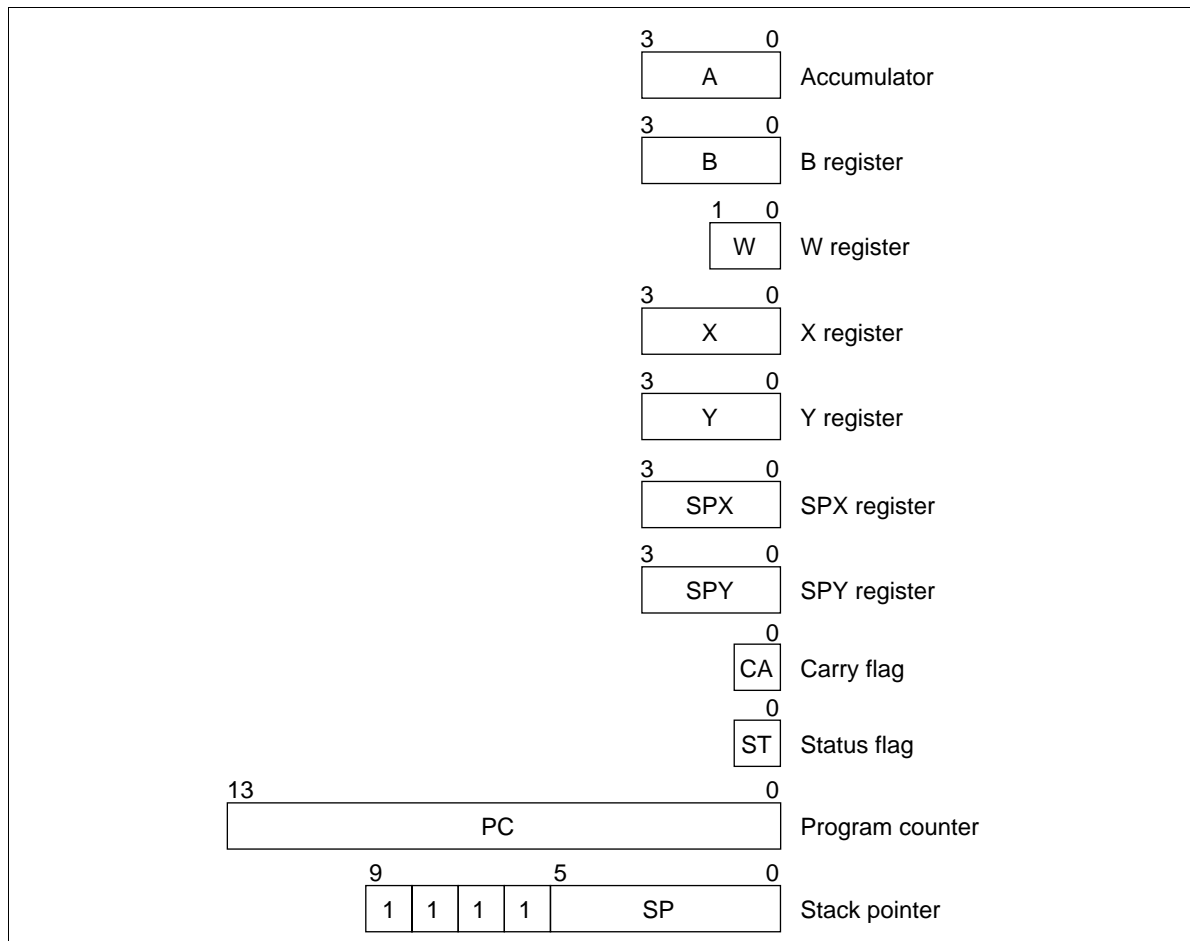 3 0
A Accumulator
3 0
B B register
1 0
W W register
3 0
X X register
3 0
Y Y register
3 0
SPX SPX register
3 0
SPY SPY register
0
CA Carry flag
0
ST Status flag
13 0
PC Program counter
9 5 0
1 1 1 1 SP Stack pointer